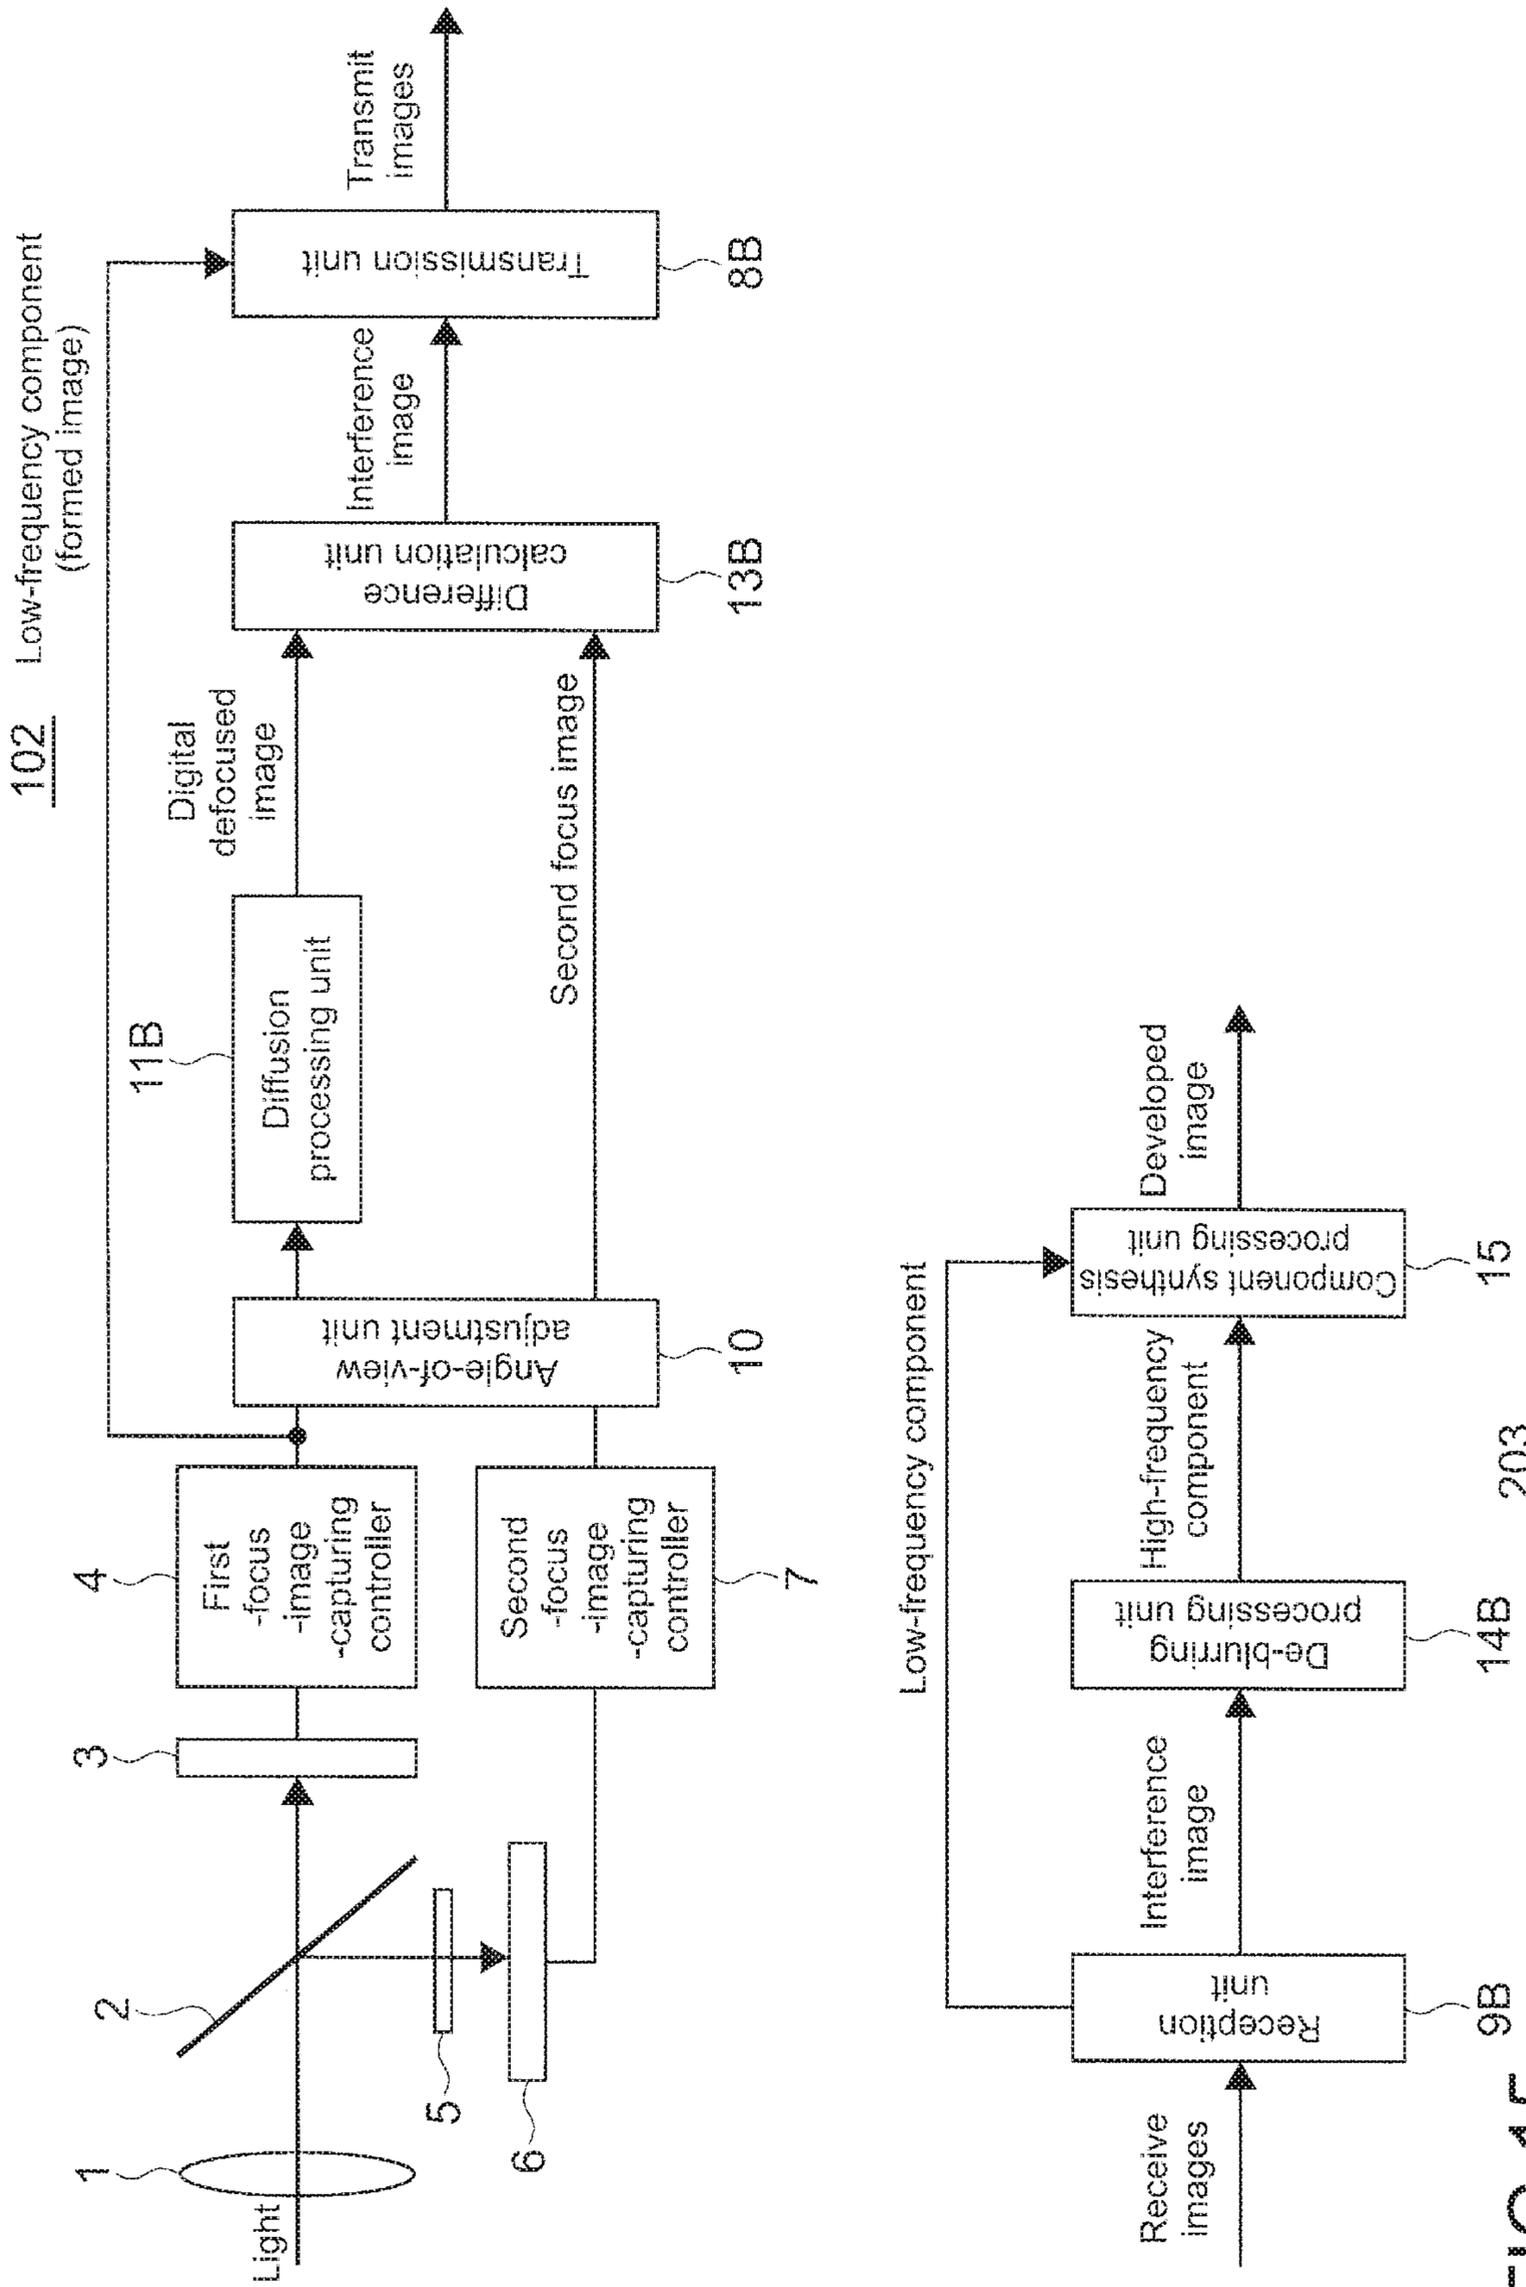 102
Low-frequency component
(formed image)
Light
1
2
3
4
First
-focus
-image
-capturing
controller
5
6
Second
-focus
-image
-capturing
controller
7
Angle-of-view
adjustment unit
10
11B
Diffusion
processing unit
Digital
defocused
image
Second focus image
Difference
calculation unit
13B
Interference
image
Transmission
unit
8B
Transmit
images
Receive
images
Reception
unit
9B
Low-frequency component
Interference
image
De-blurring
processing unit
14B
High-frequency
component
Component synthesis
processing unit
15
Developed
image
203